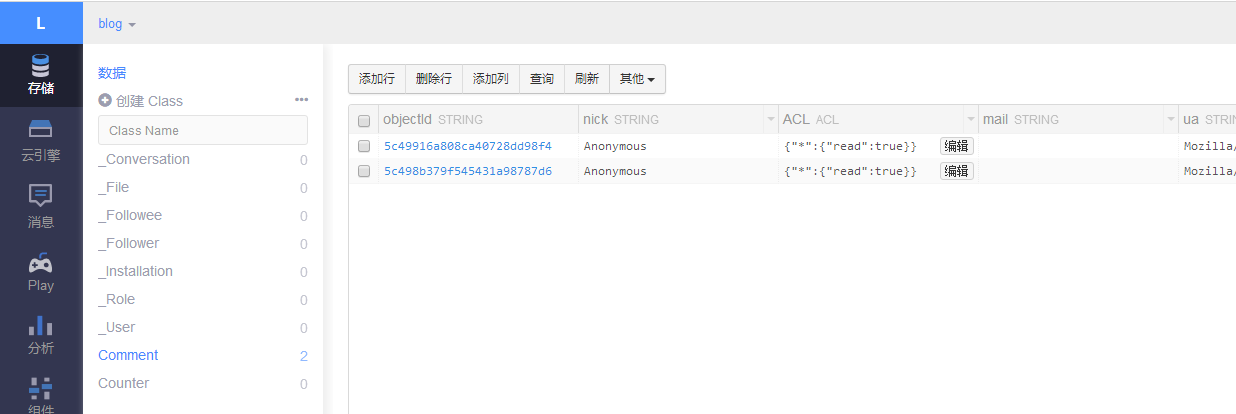 L
blog
存储
云引擎
消息
Play
分析
组件
数据
创建 Class
Class Name
_Conversation 0
_File 0
_Followee 0
_Follower 0
_Installation 0
_Role 0
_User 0
Comment 2
Counter 0
添加行 删除行 添加列 查询 刷新 其他
objectId STRING nick STRING ACL ACL mail STRING ua STRIN
5c49916a808ca40728dd98f4 Anonymous {"*":{"read":true}} 编辑 Mozilla/
5c498b379f545431a98787d6 Anonymous {"*":{"read":true}} 编辑 Mozilla/